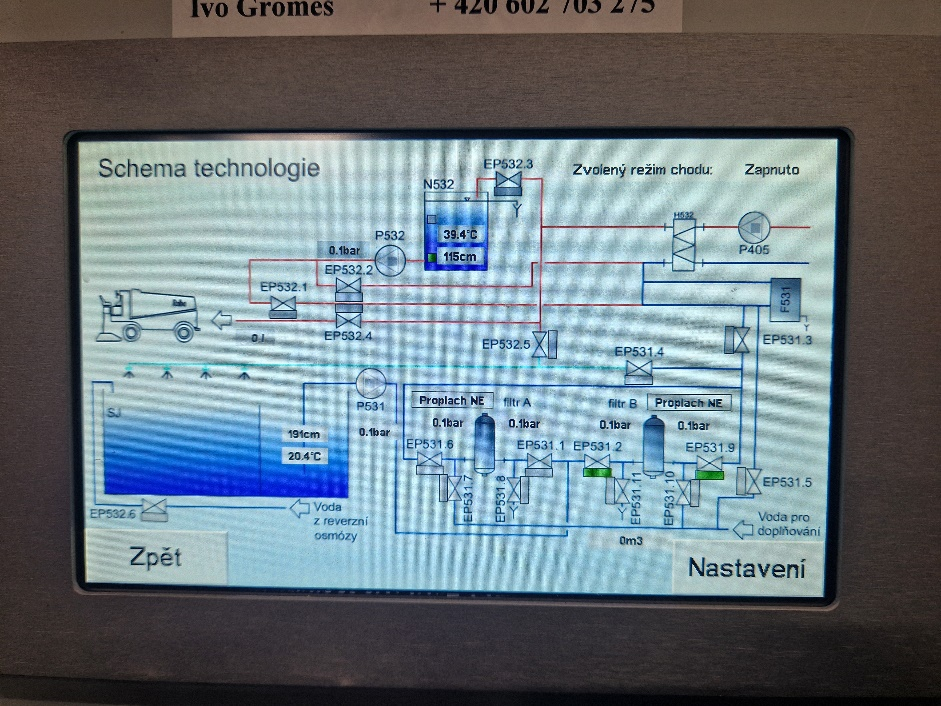 Ivo Gromes + 420 602 703 275
Schema technologie
EP532.3
Zvolený režim chodu: Zapnuto
N532
H532
39.4°C
115cm
P532
P405
0.1bar
EP532.2
EP532.1
F531
EP532.4
EP532.5
EP531.3
EP531.4
P531
Proplach NE filtr A
filtr B Proplach NE
SJ
0.1bar 0.1bar
0.1bar 0.1bar
0.1bar
191cm
20.4°C
EP531.6
EP531.1
EP531.2
EP531.9
EP531.7
EP531.8
EP531.11
EP531.10
EP531.5
EP532.6
Voda
z reverzní
osmózy
Voda pro
doplňování
0m3
Zpět
Nastavení